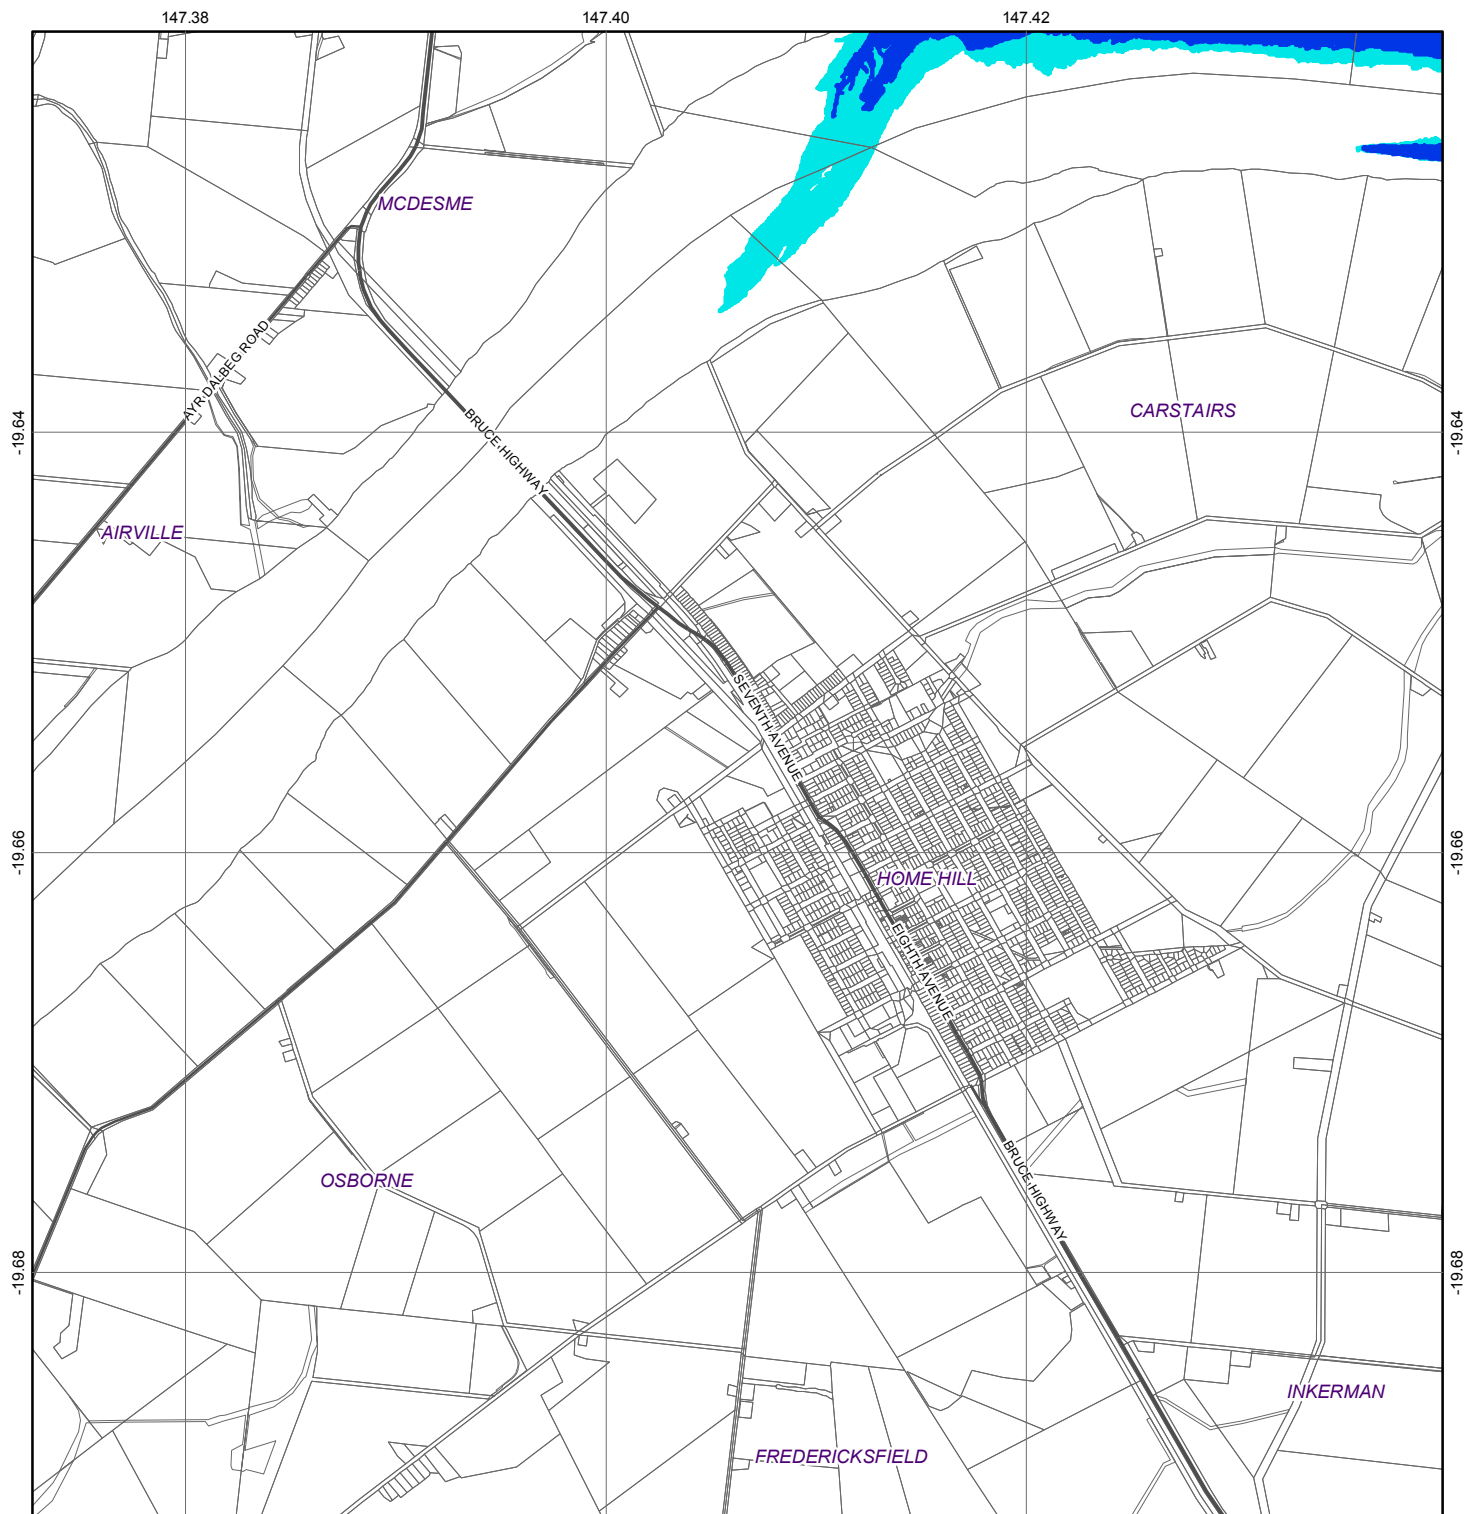 147.38
147.40
147.42
MCDESME
AYR DALBEG ROAD
BRUCE HIGHWAY
CARSTAIRS
-19.64
-19.64
AIRVILLE
SEVENTH AVENUE
-19.66
-19.66
HOME HILL
EIGHTH AVENUE
OSBORNE
BRUCE HIGHWAY
-19.68
-19.68
INKERMAN
FREDERICKSFIELD